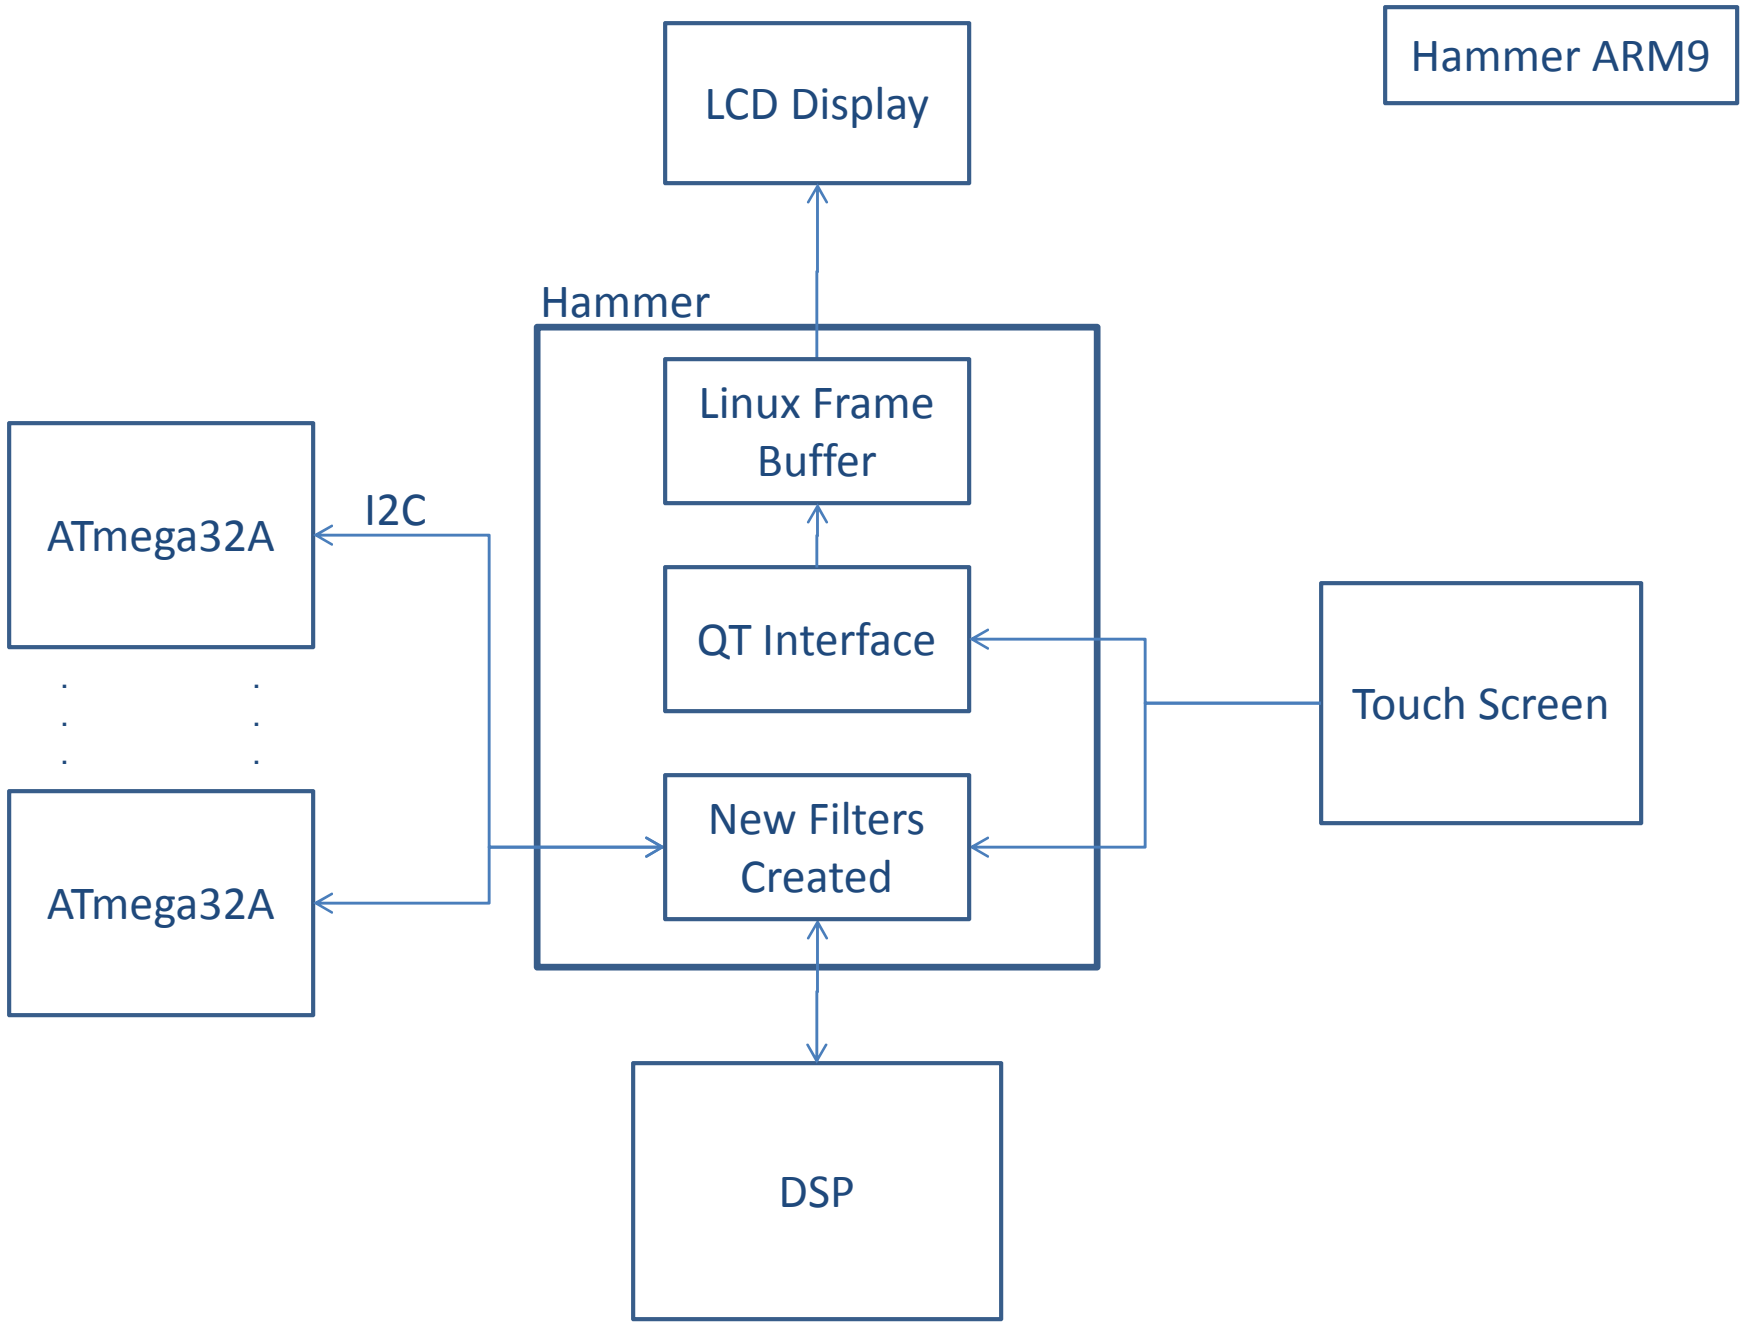 Hammer ARM9
LCD Display
Hammer
Linux Frame
Buffer
I2C
ATmega32A
QT Interface
Touch Screen
New Filters
Created
ATmega32A
DSP